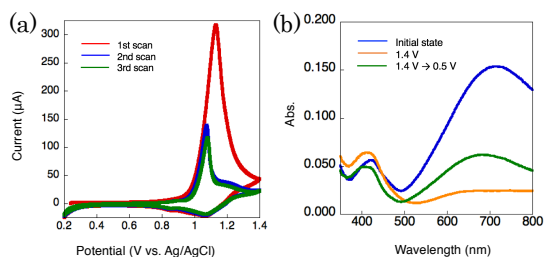 (a)
1st scan
2nd scan
3rd scan
Current (µA)
300
250
200
150
100
50
0
0.2 0.4 0.6 0.8 1 1.2 1.4
Potential (V vs. Ag/AgCl)
(b)
Initial state
1.4 V
1.4 V → 0.5 V
Abs.
0.200
0.150
0.100
0.050
0.000
400 500 600 700 800
Wavelength (nm)